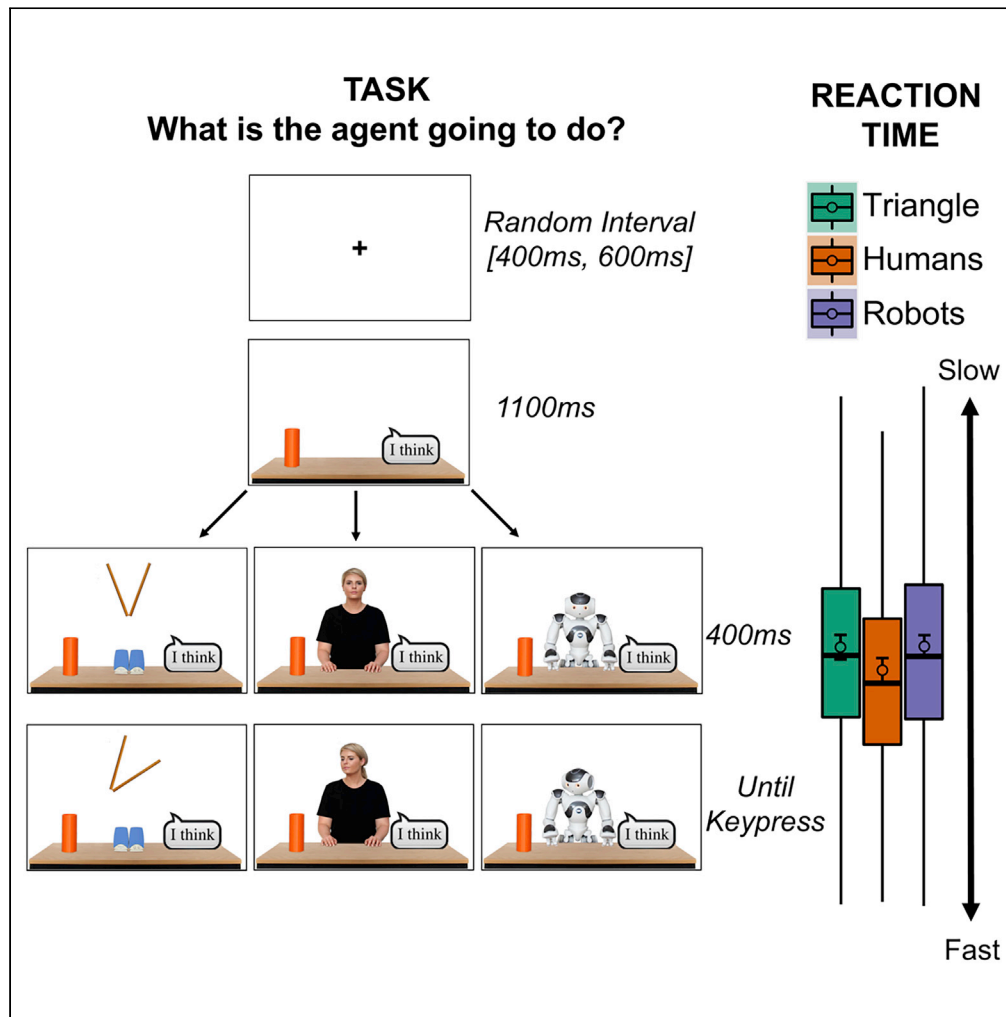 TASK
What is the agent going to do?
+
Random Interval
[400ms, 600ms]
I think
1100ms
I think
I think
I think
400ms
I think
I think
I think
Until
Keypress
REACTION
TIME
Triangle
Humans
Robots
Slow
Fast